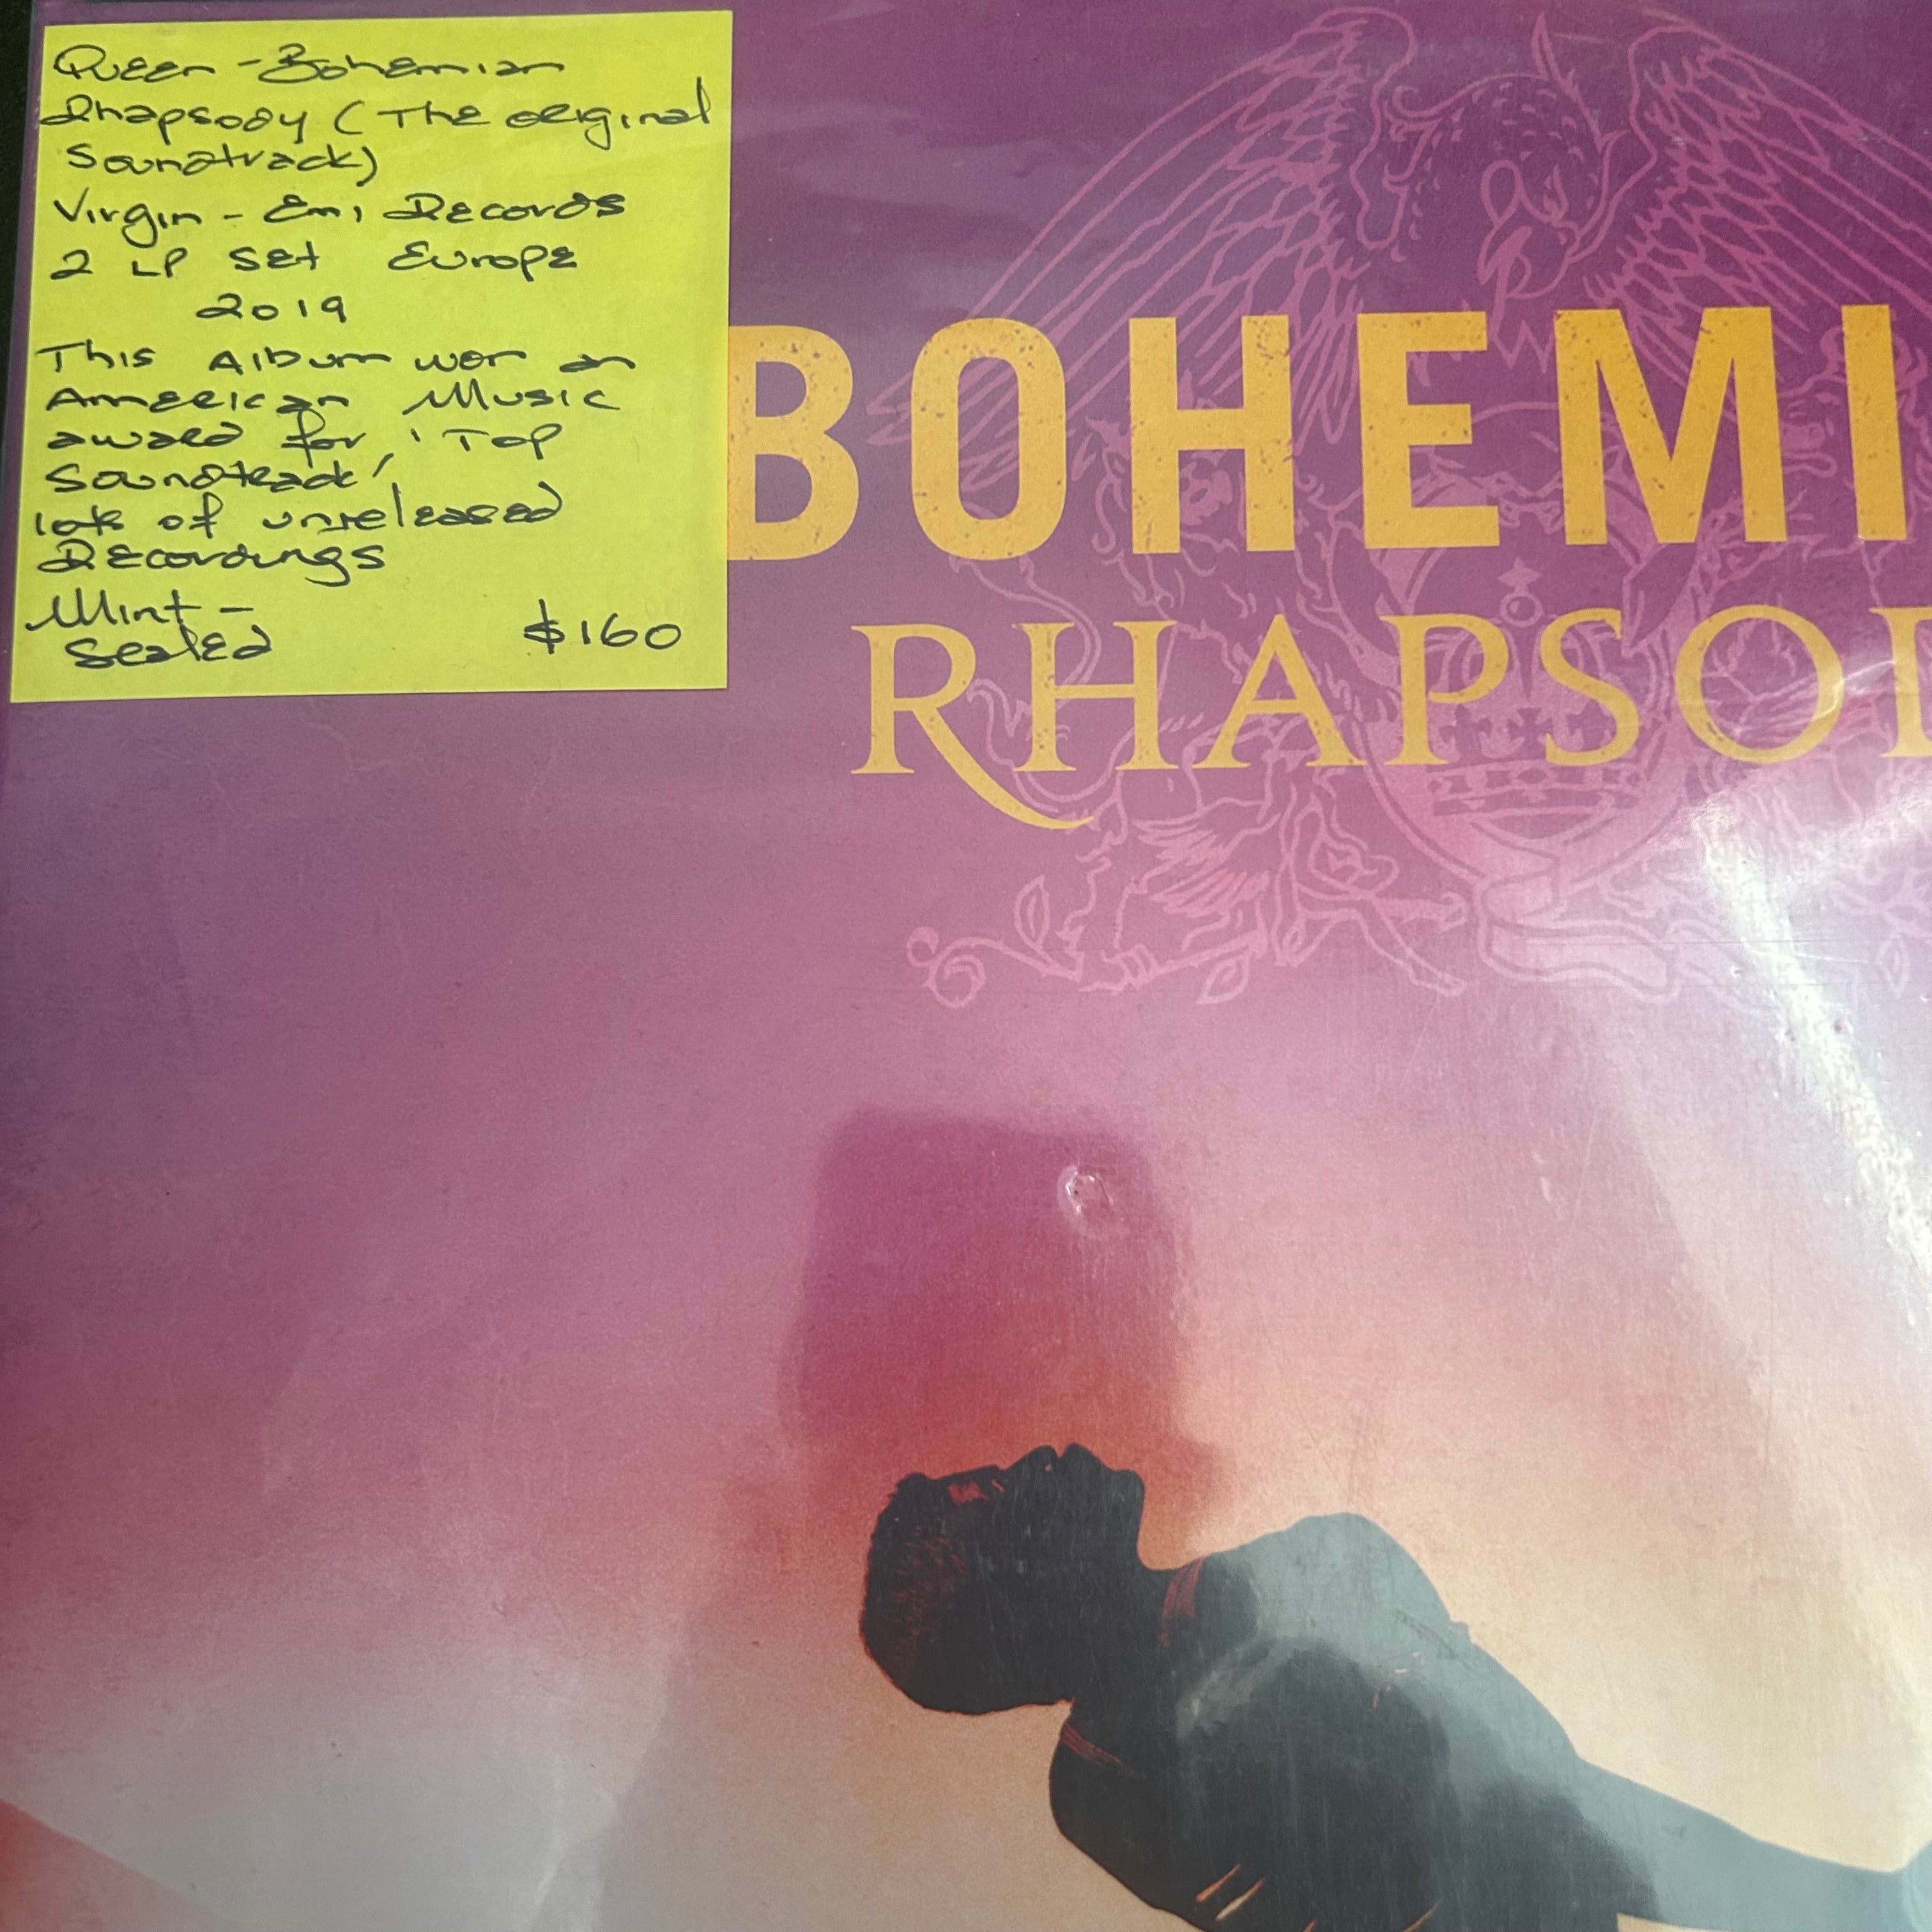 Queen - Bohemian
Rhapsody (The original
Soundtrack)
Virgin - Emi Records
2 LP Set Europe
2019
This Album won an
American Music
award for 'Top
Soundtrack'
lots of unreleased
Recordings
Mint -
Sealed $160
BOHEMI
RHAPSOD